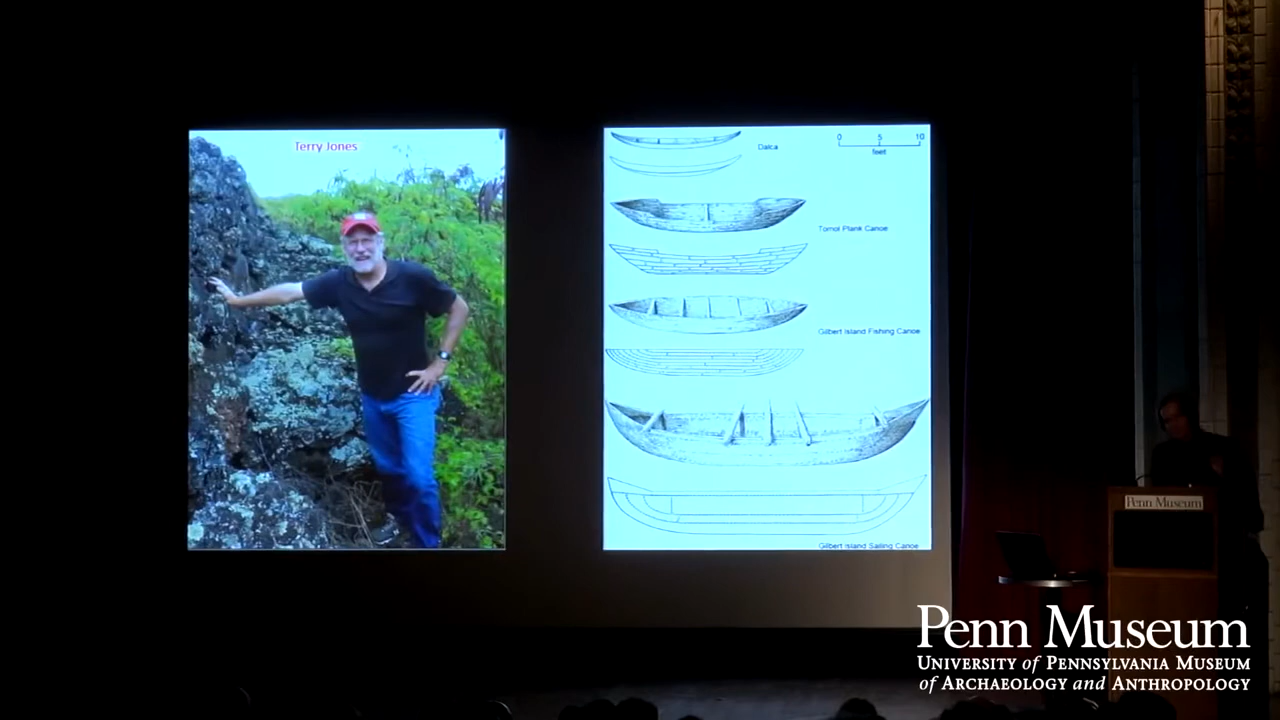 Terry Jones
0 5 10
feet
Dalca
Tomol Plank Canoe
Gilbert Island Fishing Canoe
Gilbert Island Sailing Canoe
Penn Museum
Penn Museum
UNIVERSITY of PENNSYLVANIA MUSEUM
of ARCHAEOLOGY and ANTHROPOLOGY